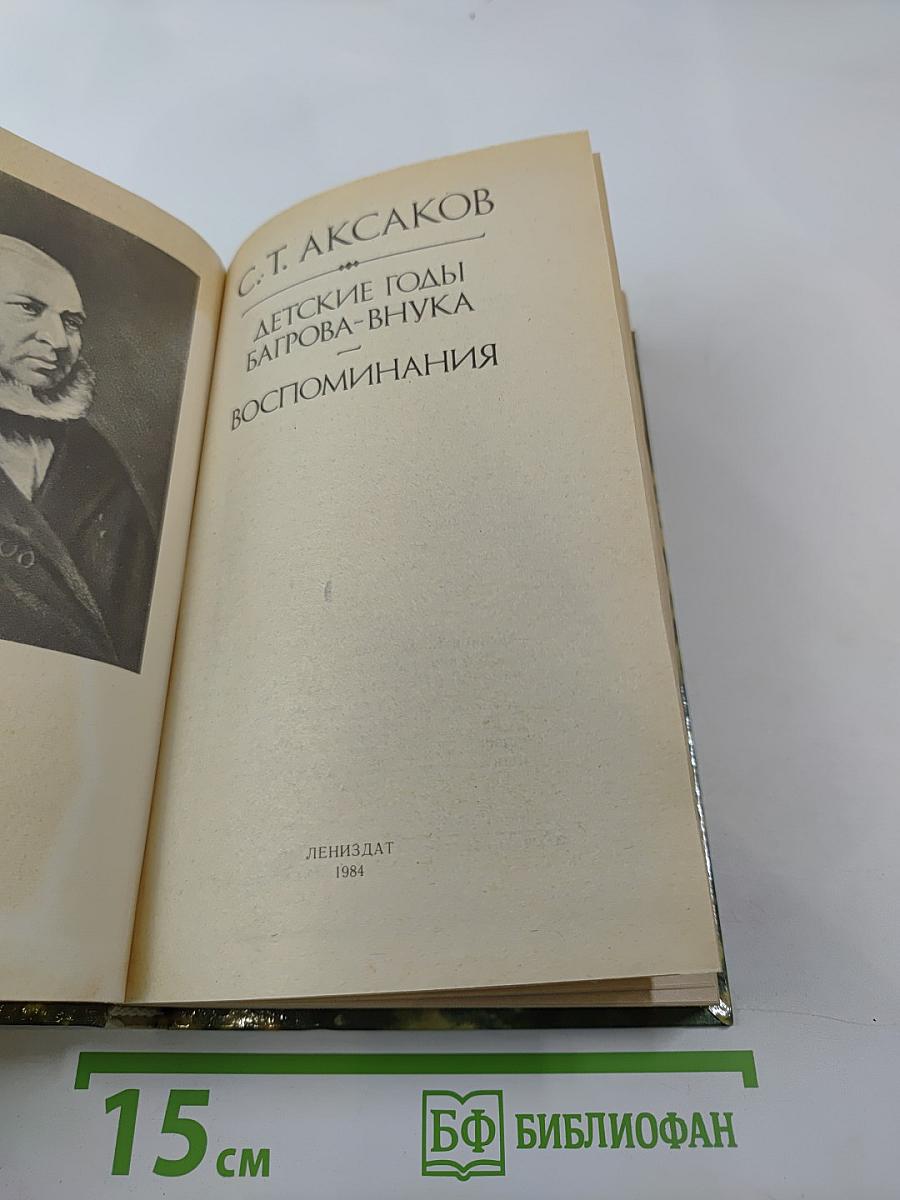 С. Т. АКСАКОВ
ДЕТСКИЕ ГОДЫ
БАГРОВА-ВНУКА
ВОСПОМИНАНИЯ
ЛЕНИЗДАТ
1984
15 см
БФ БИБЛИОФАН